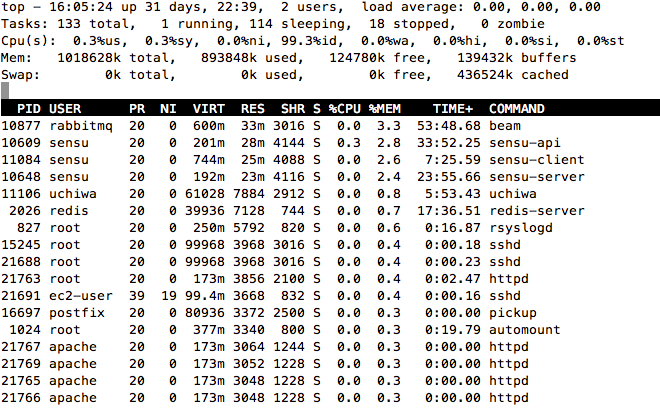 top - 16:05:24 up 31 days, 22:39,  2 users,  load average: 0.00, 0.00, 0.00
Tasks: 133 total,   1 running, 114 sleeping,  18 stopped,   0 zombie
Cpu(s):  0.3%us,  0.3%sy,  0.0%ni, 99.3%id,  0.0%wa,  0.0%hi,  0.0%si,  0.0%st
Mem:   1018628k total,   893848k used,   124780k free,   139432k buffers
Swap:        0k total,        0k used,        0k free,   436524k cached
  PID USER      PR  NI  VIRT  RES  SHR S %CPU %MEM    TIME+  COMMAND
10877 rabbitmq  20   0  600m  33m 3016 S  0.0  3.3  53:48.68 beam
10609 sensu     20   0  201m  28m 4144 S  0.3  2.8  33:52.25 sensu-api
11084 sensu     20   0  744m  25m 4088 S  0.0  2.6   7:25.59 sensu-client
10648 sensu     20   0  192m  23m 4116 S  0.0  2.4  23:55.66 sensu-server
11106 uchiwa    20   0 61028 7884 2912 S  0.0  0.8   5:53.43 uchiwa
 2026 redis     20   0 39936 7128  744 S  0.0  0.7  17:36.51 redis-server
  827 root      20   0  250m 5792  820 S  0.0  0.6   0:16.87 rsyslogd
15245 root      20   0 99968 3968 3016 S  0.0  0.4   0:00.18 sshd
21688 root      20   0 99968 3968 3016 S  0.0  0.4   0:00.23 sshd
21763 root      20   0  173m 3856 2100 S  0.0  0.4   0:02.47 httpd
21691 ec2-user  39  19 99.4m 3668  832 S  0.0  0.4   0:00.16 sshd
16697 postfix   20   0 80936 3372 2500 S  0.0  0.3   0:00.00 pickup
 1024 root      20   0  377m 3340  800 S  0.0  0.3   0:19.79 automount
21767 apache    20   0  173m 3064 1244 S  0.0  0.3   0:00.00 httpd
21769 apache    20   0  173m 3052 1228 S  0.0  0.3   0:00.00 httpd
21765 apache    20   0  173m 3048 1228 S  0.0  0.3   0:00.00 httpd
21766 apache    20   0  173m 3048 1228 S  0.0  0.3   0:00.00 httpd